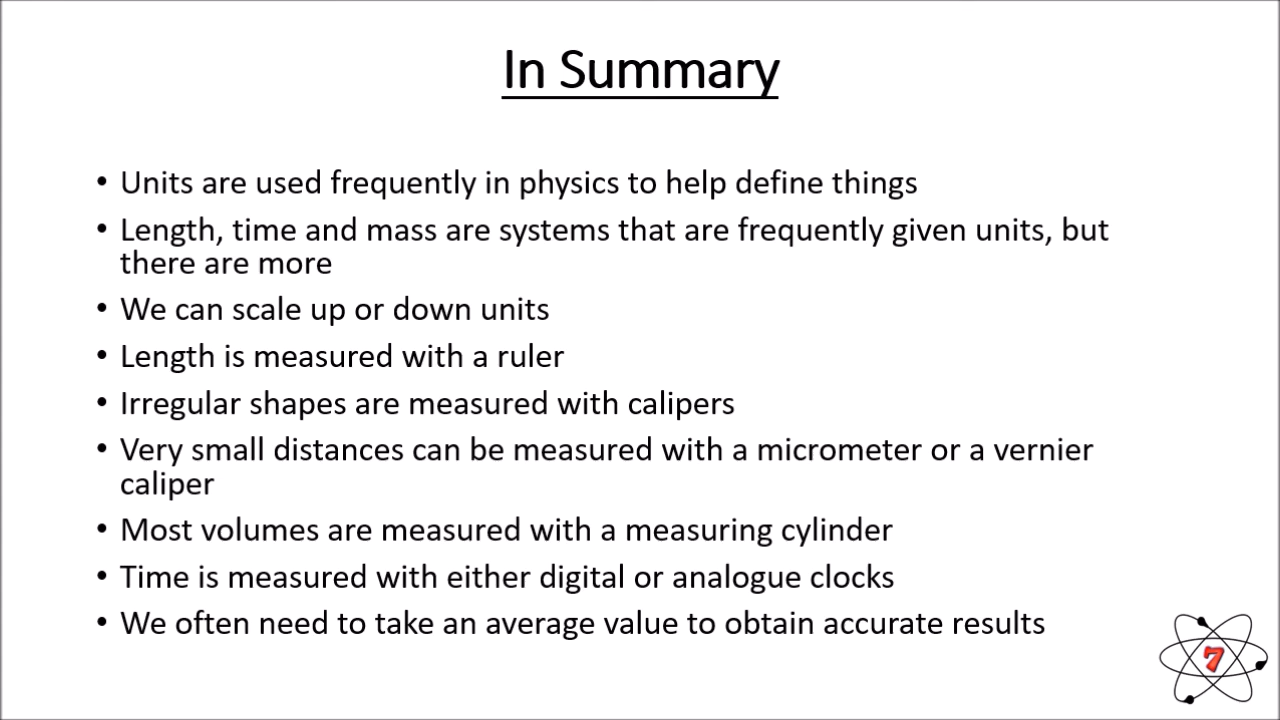 In Summary
• Units are used frequently in physics to help define things
• Length, time and mass are systems that are frequently given units, but
there are more
• We can scale up or down units
• Length is measured with a ruler
• Irregular shapes are measured with calipers
• Very small distances can be measured with a micrometer or a vernier
caliper
• Most volumes are measured with a measuring cylinder
• Time is measured with either digital or analogue clocks
• We often need to take an average value to obtain accurate results
7